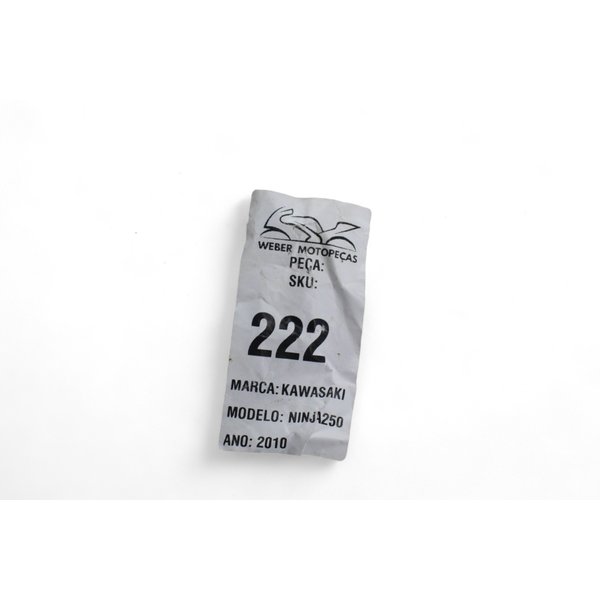 WEBER MOTOPEÇAS
PEÇA:
SKU:
222
MARCA: KAWASAKI
MODELO: NINJA250
ANO: 2010